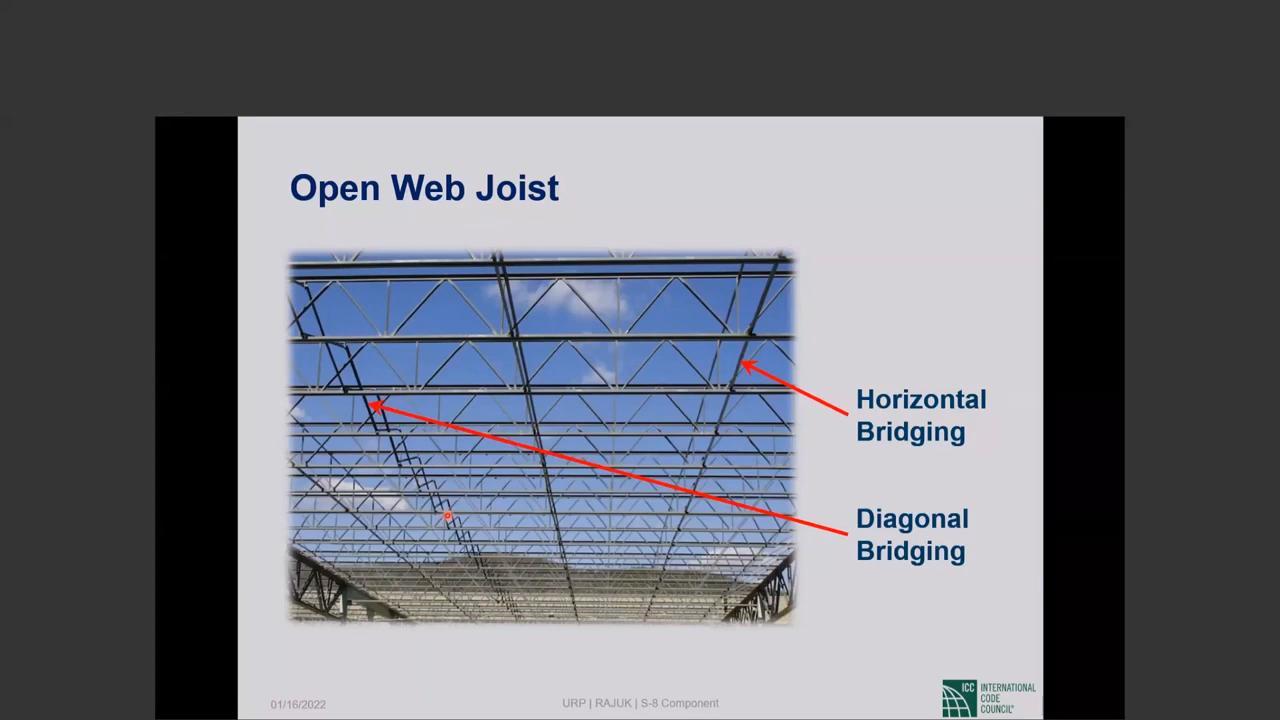 Open Web Joist
Horizontal
Bridging
Diagonal
Bridging
01/16/2022
URP | RAJUK | S-8 Component
ICC
INTERNATIONAL
CODE
COUNCIL®